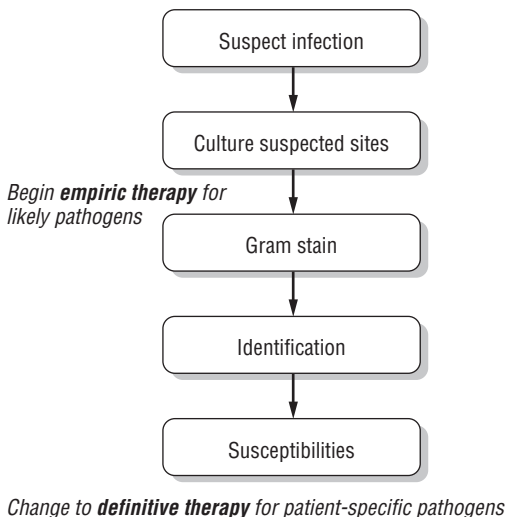 Suspect infection
Culture suspected sites
Begin empiric therapy for
likely pathogens
Gram stain
Identification
Susceptibilities
Change to definitive therapy for patient-specific pathogens